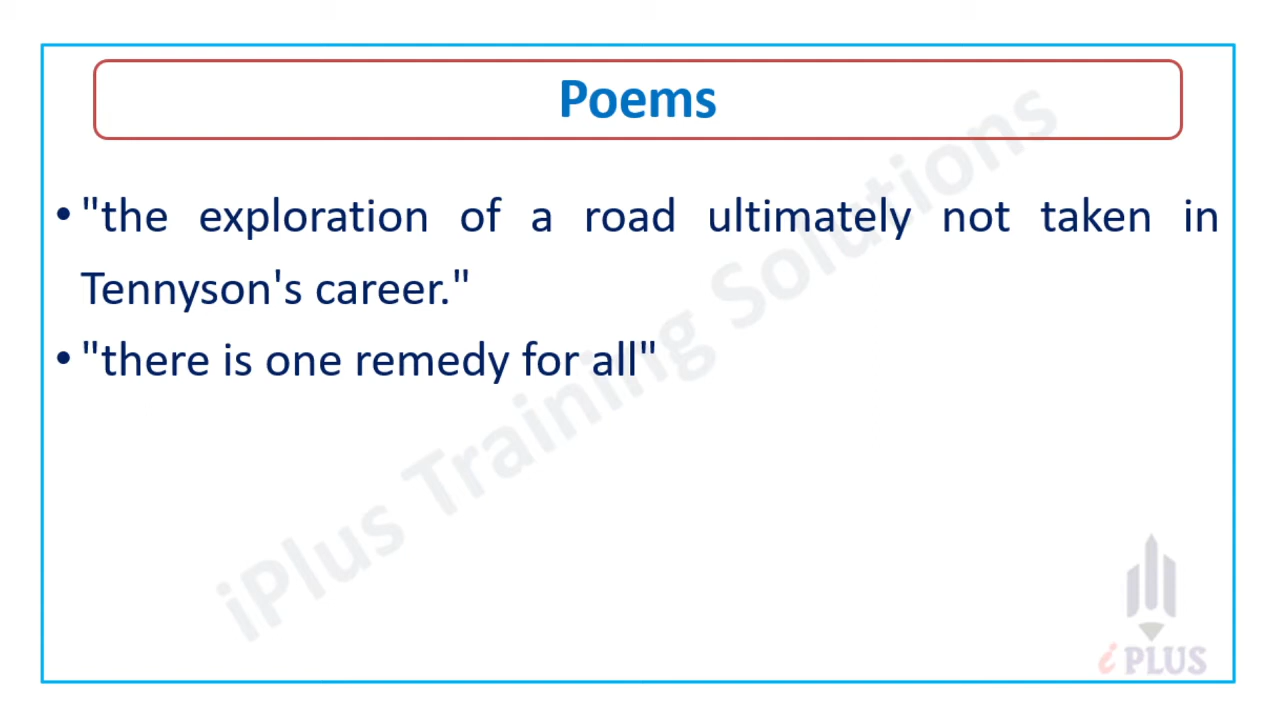 Poems
• "the exploration of a road ultimately not taken in
Tennyson's career."
• "there is one remedy for all"
iPlus Training Solutions
i PLUS